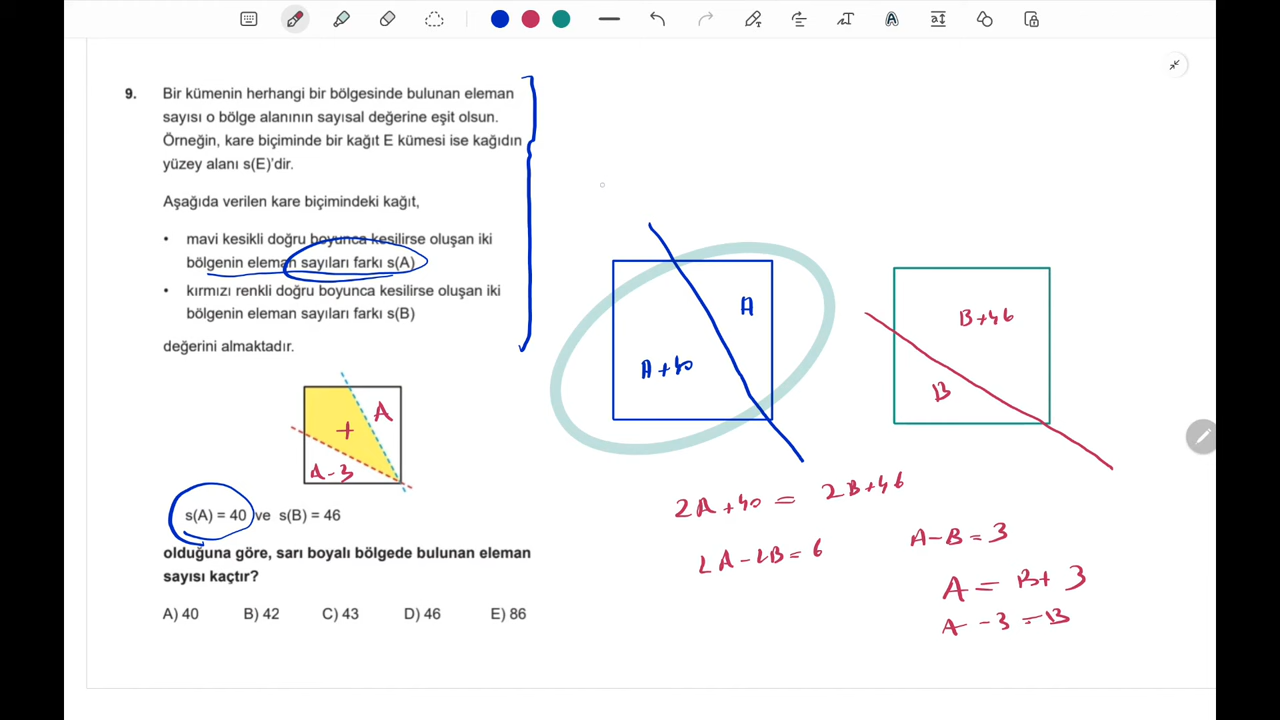 9. Bir kümenin herhangi bir bölgesinde bulunan eleman
sayısı o bölge alanının sayısal değerine eşit olsun.
Örneğin, kare biçiminde bir kağıt E kümesi ise kağıdın
yüzey alanı s(E)'dir.
Aşağıda verilen kare biçimindeki kağıt,
• mavi kesikli doğru boyunca kesilirse oluşan iki
bölgenin eleman sayıları farkı s(A)
• kırmızı renkli doğru boyunca kesilirse oluşan iki
bölgenin eleman sayıları farkı s(B)
değerini almaktadır.
A
+
A-3
s(A) = 40 ve s(B) = 46
olduğuna göre, sarı boyalı bölgede bulunan eleman
sayısı kaçtır?
A) 40 B) 42 C) 43 D) 46 E) 86
A
A+40
B+46
B
2A+40 = 2B+46
2A-2B=6
A-B=3
A = B+3
A-3=B